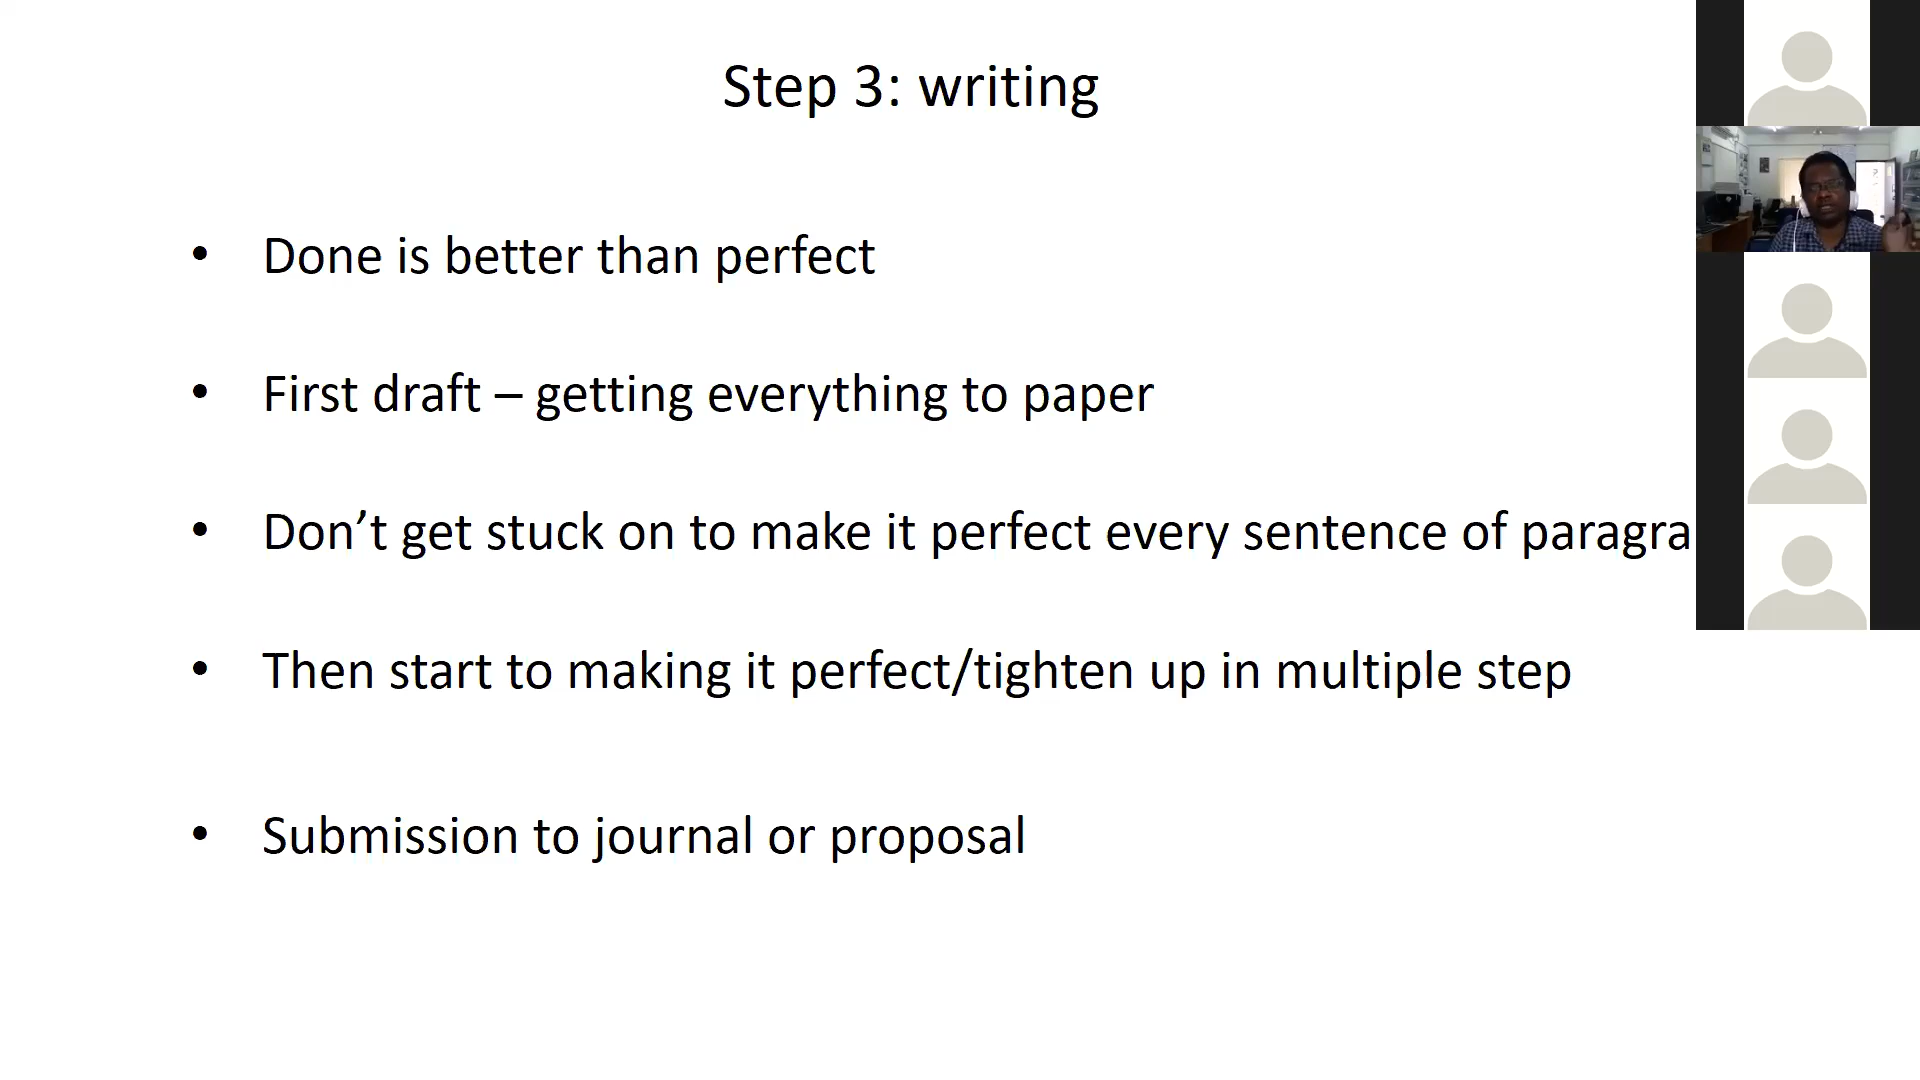 Step 3: writing
• Done is better than perfect
• First draft – getting everything to paper
• Don’t get stuck on to make it perfect every sentence of paragra
• Then start to making it perfect/tighten up in multiple step
• Submission to journal or proposal